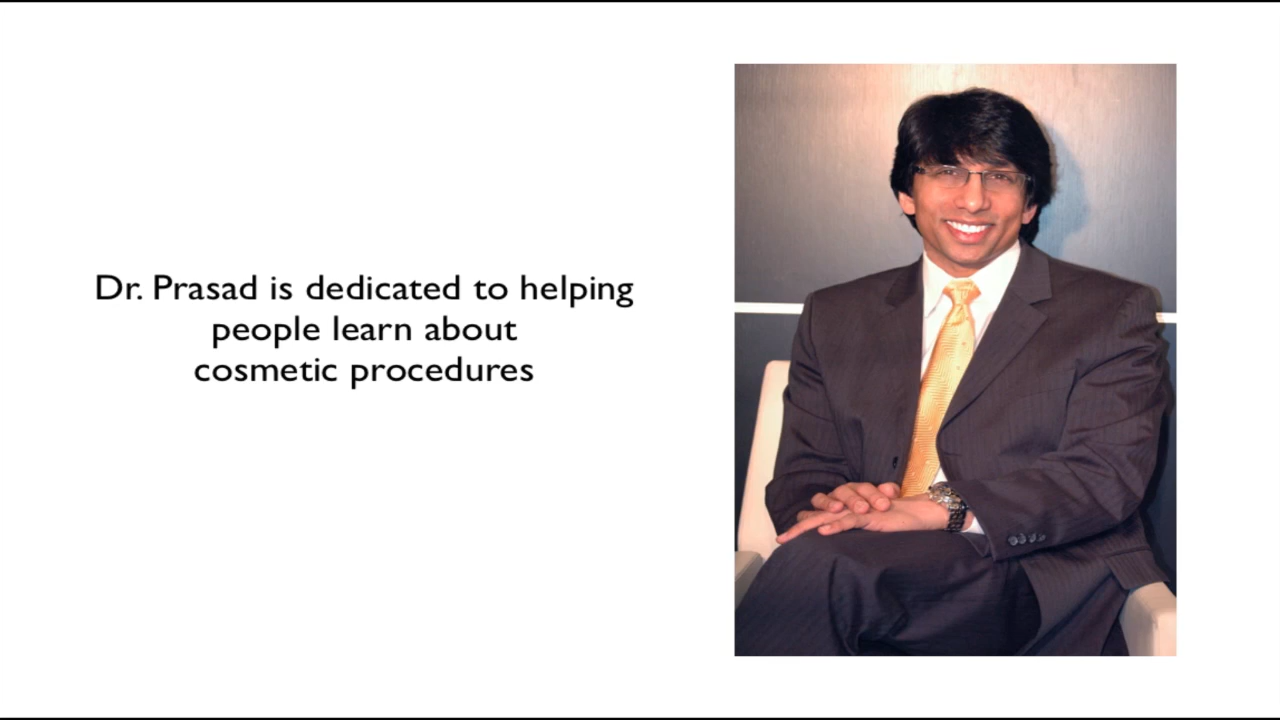 Dr. Prasad is dedicated to helping
people learn about
cosmetic procedures